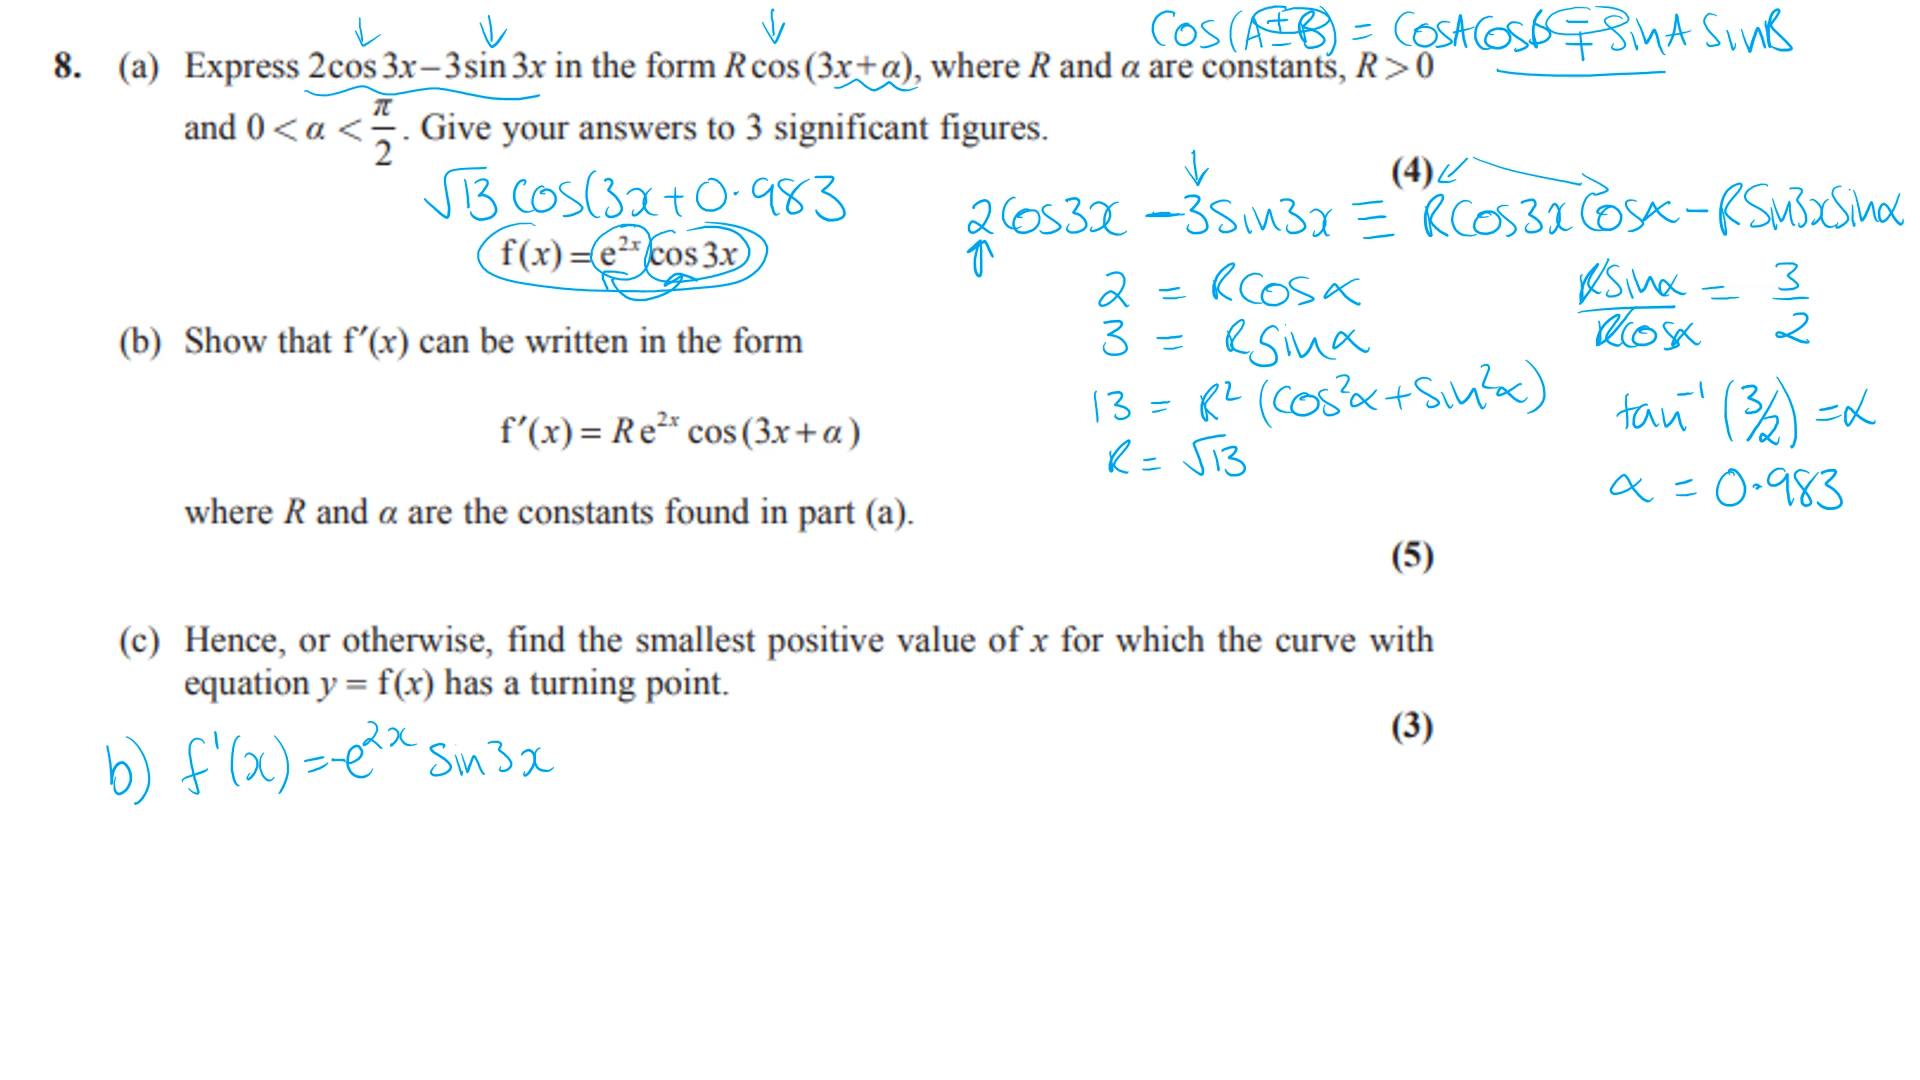 cos(A±B) = cosAcosB∓sinA sinB
8. (a) Express 2cos 3x – 3sin 3x in the form R cos (3x + α), where R and α are constants, R > 0
and 0 < α < π/2. Give your answers to 3 significant figures.
(4)
√13 cos(3x+0.983
2cos3x -3sin3x ≡ Rcos3x cosα - Rsin3xsinα
f(x) = e^2x cos 3x
2 = Rcosα
3 = Rsinα
13 = R² (cos²α + sin²α)
R = √13
Rsinα/Rcosα = 3/2
tan⁻¹ (3/2) = α
α = 0.983
(b) Show that f′(x) can be written in the form
f′(x) = R e^2x cos (3x + α)
where R and α are the constants found in part (a).
(5)
(c) Hence, or otherwise, find the smallest positive value of x for which the curve with
equation y = f(x) has a turning point.
(3)
b) f'(x) = -e^2x sin3x